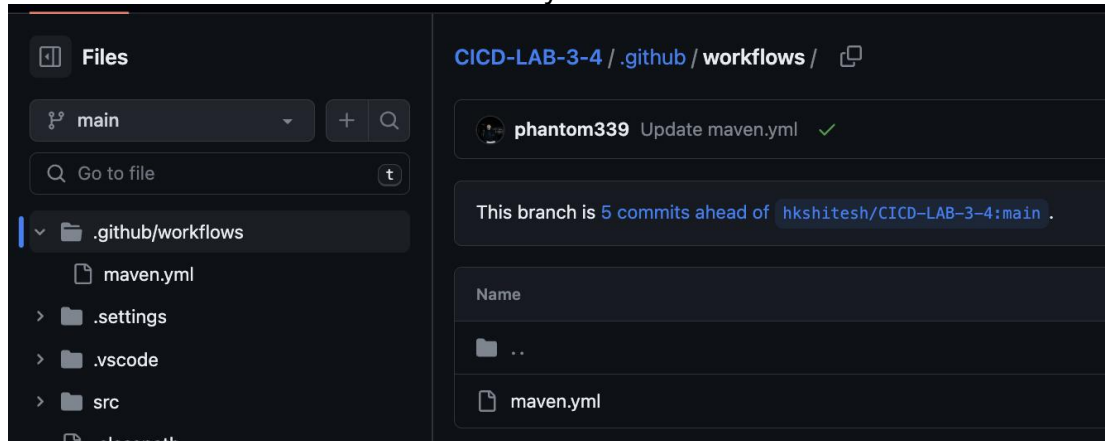 Files
main
Go to file
t
.github/workflows
maven.yml
.settings
.vscode
src
CICD-LAB-3-4 / .github / workflows /
phantom339 Update maven.yml
This branch is 5 commits ahead of hkshitesh/CICD-LAB-3-4:main .
Name
..
maven.yml